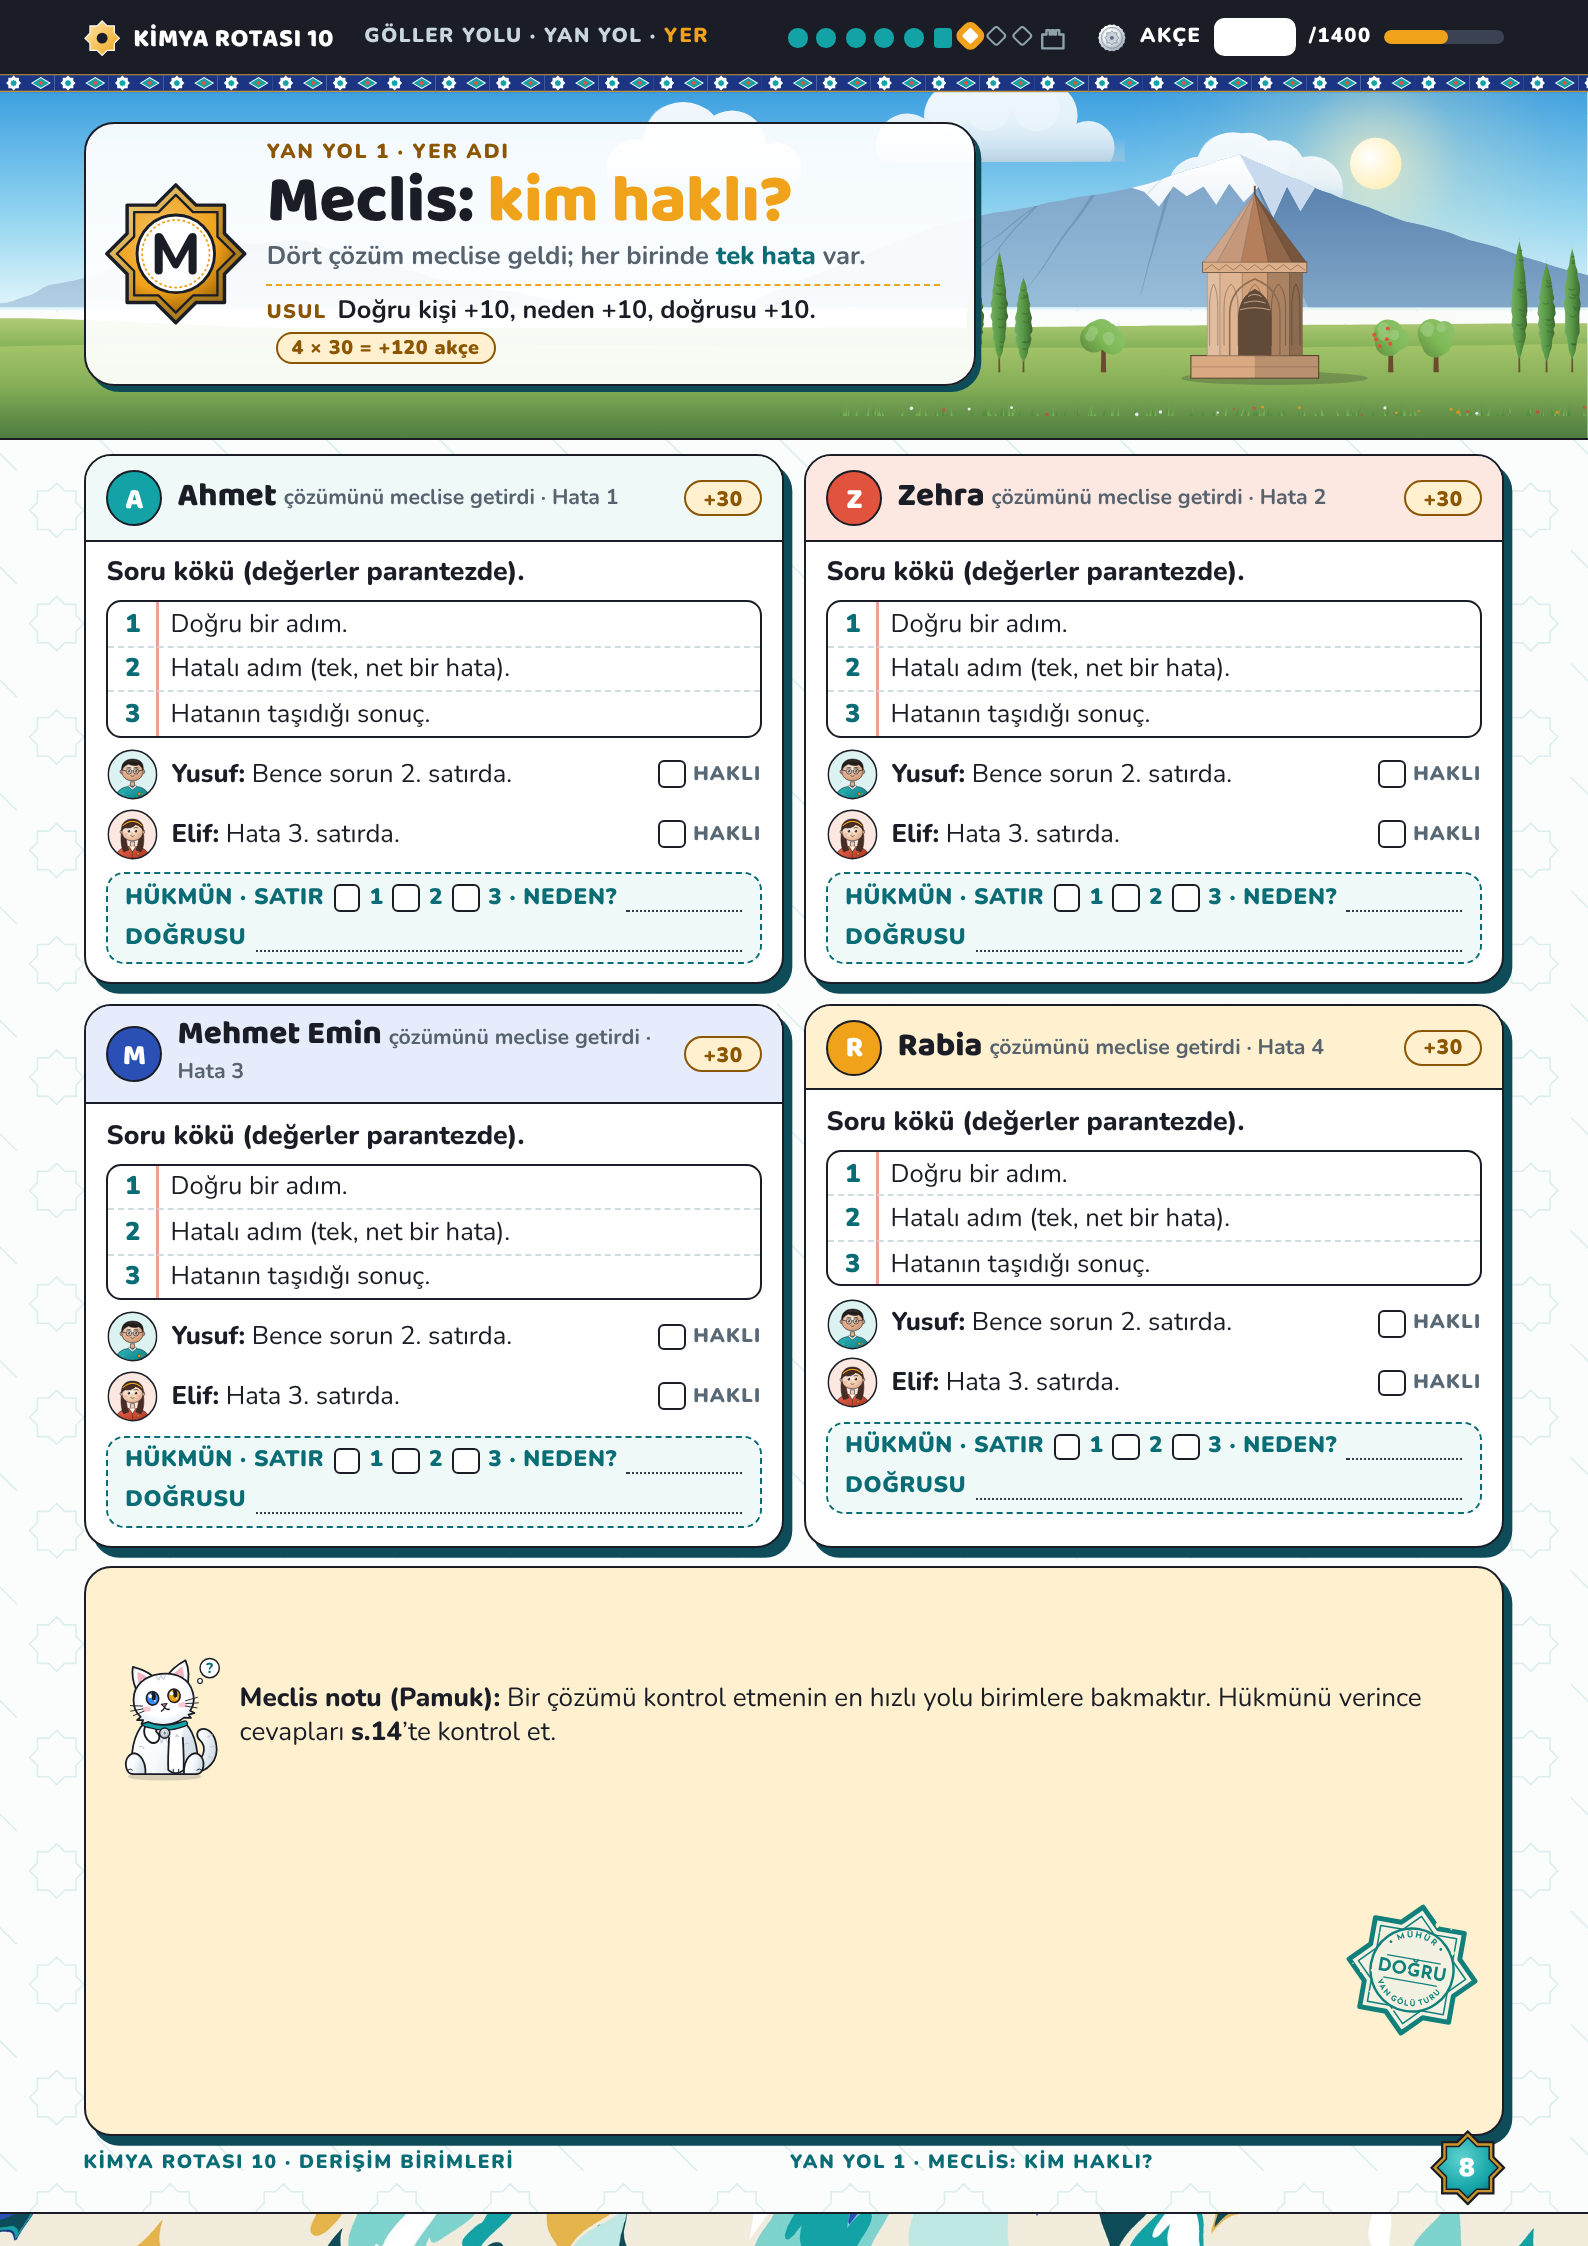 KİMYA ROTASI 10 GÖLLER YOLU · YAN YOL · YER AKÇE /1400
YAN YOL 1 · YER ADI
M
Meclis: kim haklı?
Dört çözüm meclise geldi; her birinde tek hata var.
USUL Doğru kişi +10, neden +10, doğrusu +10.
4 × 30 = +120 akçe
A Ahmet çözümünü meclise getirdi · Hata 1 +30
Soru kökü (değerler parantezde).
1 Doğru bir adım.
2 Hatalı adım (tek, net bir hata).
3 Hatanın taşıdığı sonuç.
Yusuf: Bence sorun 2. satırda. HAKLI
Elif: Hata 3. satırda. HAKLI
HÜKMÜN · SATIR 1 2 3 · NEDEN?
DOĞRUSU
Z Zehra çözümünü meclise getirdi · Hata 2 +30
Soru kökü (değerler parantezde).
1 Doğru bir adım.
2 Hatalı adım (tek, net bir hata).
3 Hatanın taşıdığı sonuç.
Yusuf: Bence sorun 2. satırda. HAKLI
Elif: Hata 3. satırda. HAKLI
HÜKMÜN · SATIR 1 2 3 · NEDEN?
DOĞRUSU
M Mehmet Emin çözümünü meclise getirdi ·
Hata 3 +30
Soru kökü (değerler parantezde).
1 Doğru bir adım.
2 Hatalı adım (tek, net bir hata).
3 Hatanın taşıdığı sonuç.
Yusuf: Bence sorun 2. satırda. HAKLI
Elif: Hata 3. satırda. HAKLI
HÜKMÜN · SATIR 1 2 3 · NEDEN?
DOĞRUSU
R Rabia çözümünü meclise getirdi · Hata 4 +30
Soru kökü (değerler parantezde).
1 Doğru bir adım.
2 Hatalı adım (tek, net bir hata).
3 Hatanın taşıdığı sonuç.
Yusuf: Bence sorun 2. satırda. HAKLI
Elif: Hata 3. satırda. HAKLI
HÜKMÜN · SATIR 1 2 3 · NEDEN?
DOĞRUSU
?
Meclis notu (Pamuk): Bir çözümü kontrol etmenin en hızlı yolu birimlere bakmaktır. Hükmünü verince
cevapları s.14’te kontrol et.
• MÜHÜR •
DOĞRU
VAN GÖLÜ TURU
KİMYA ROTASI 10 · DERİŞİM BİRİMLERİ YAN YOL 1 · MECLİS: KİM HAKLI? 8